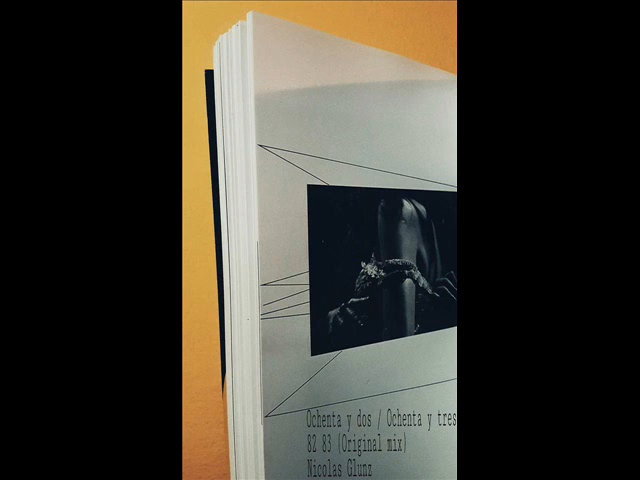 Ochenta y dos / Ochenta y tres
82 83 (Original mix)
Nicolas Glunz